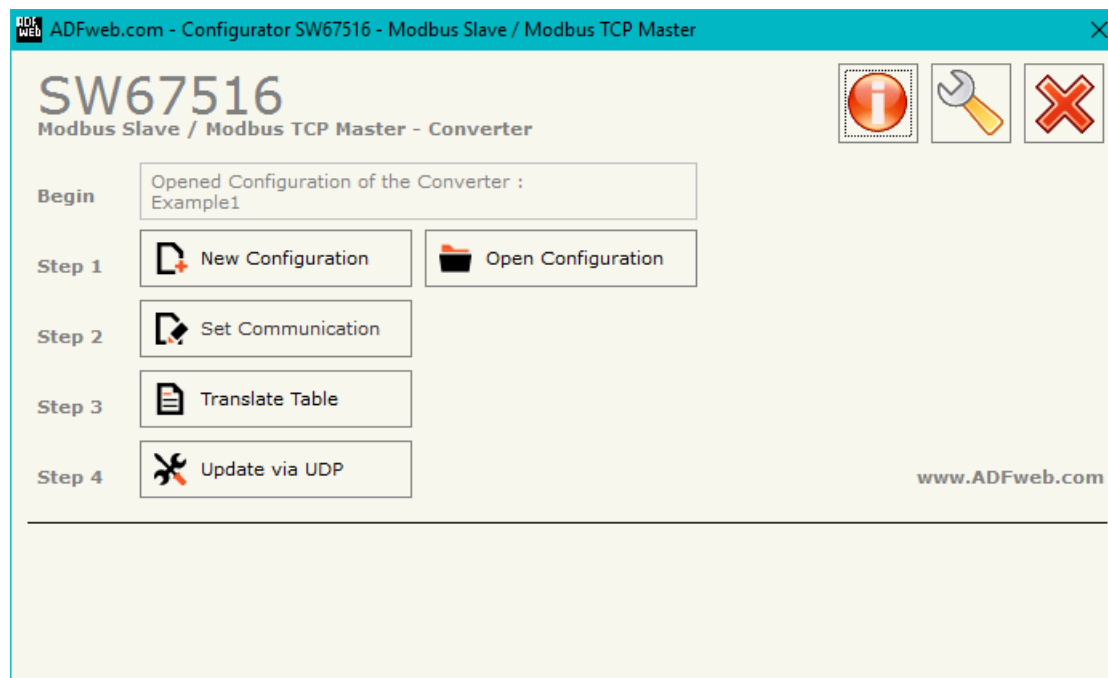 ADF
WEB
ADFweb.com - Configurator SW67516 - Modbus Slave / Modbus TCP Master
SW67516
Modbus Slave / Modbus TCP Master - Converter
Begin
Opened Configuration of the Converter :
Example1
Step 1
New Configuration
Open Configuration
Step 2
Set Communication
Step 3
Translate Table
Step 4
Update via UDP
www.ADFweb.com